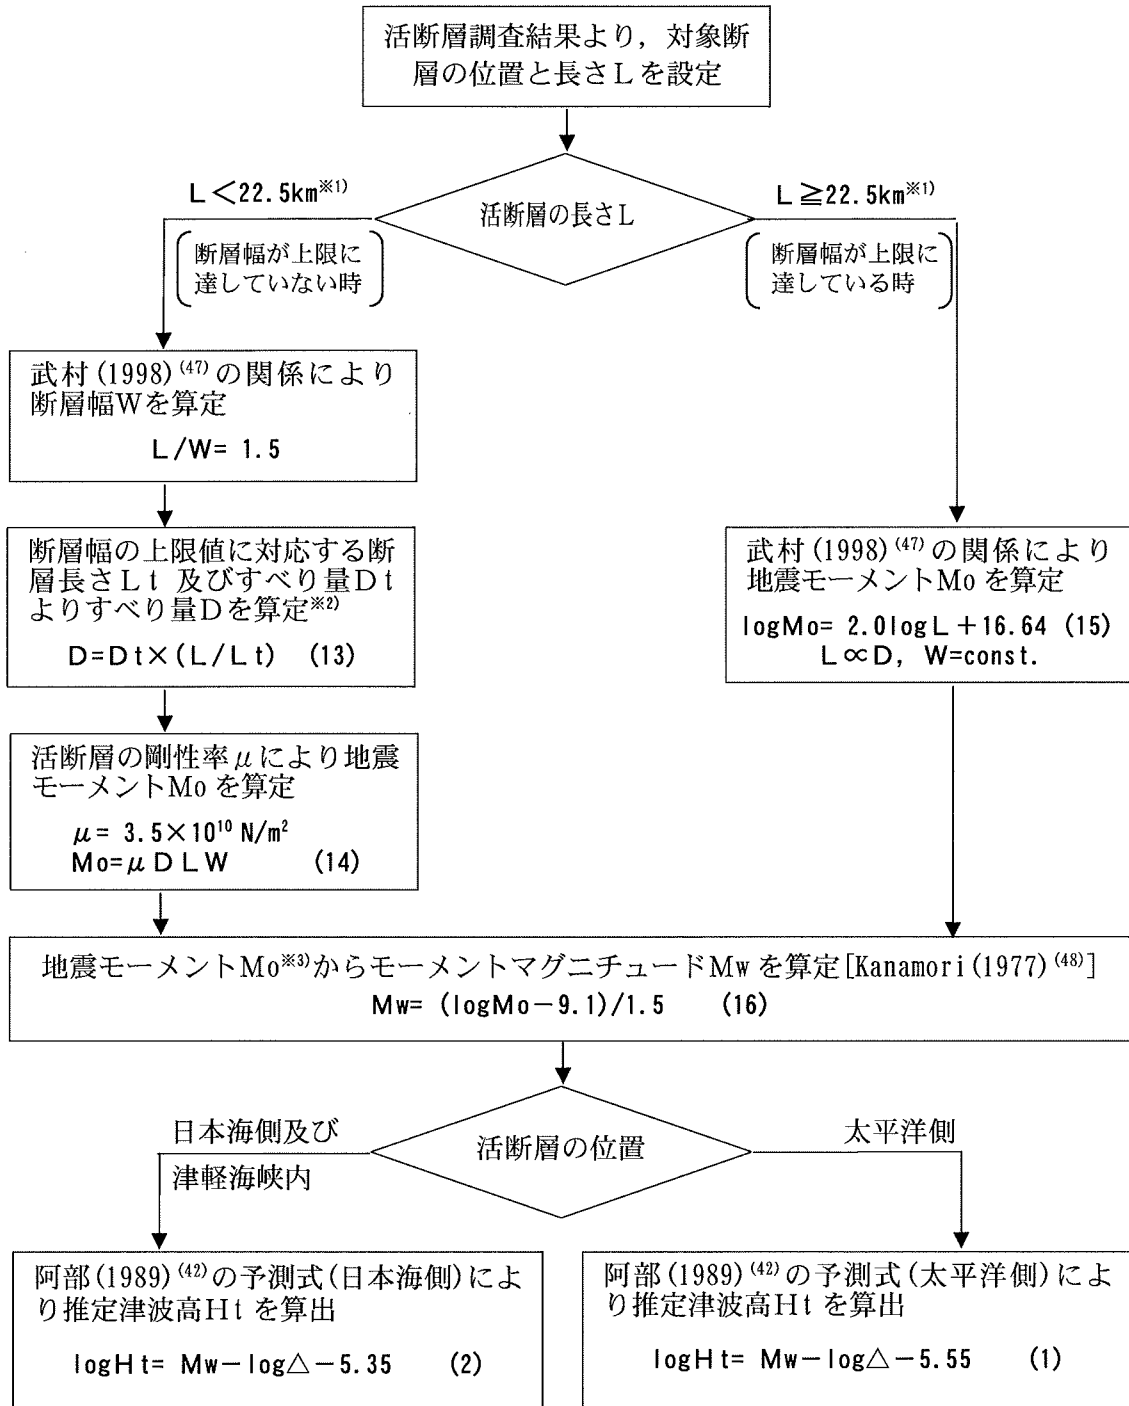 活断層調査結果より，対象断
層の位置と長さLを設定
活断層の長さL
L＜22.5km※1)
断層幅が上限に
達していない時
L≧22.5km※1)
断層幅が上限に
達している時
武村(1998)(47)の関係により
断層幅Wを算定
L/W= 1.5
断層幅の上限値に対応する断
層長さLt 及びすべり量Dt
よりすべり量Dを算定※2)
D=Dt×(L/Lt) (13)
活断層の剛性率μにより地震
モーメントMo を算定
μ= 3.5×10¹⁰ N/m²
Mo=μDLW (14)
武村(1998)(47)の関係により
地震モーメントMo を算定
logMo= 2.0logL+16.64 (15)
L∝D, W=const.
地震モーメントMo※3)からモーメントマグニチュードMw を算定[Kanamori(1977)(48)]
Mw= (logMo−9.1)/1.5 (16)
活断層の位置
日本海側及び
津軽海峡内
太平洋側
阿部(1989)(42)の予測式(日本海側)によ
り推定津波高Ht を算出
logHt= Mw−log△−5.35 (2)
阿部(1989)(42)の予測式(太平洋側)によ
り推定津波高Ht を算出
logHt= Mw−log△−5.55 (1)